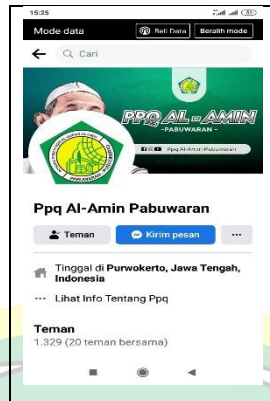 15:25
Mode data
Beli Data
Beralih mode
Cari
PPQ AL-AMIN
-PABUWARAN-
Ppq Al-Amin Pabuwaran
Ppq Al-Amin Pabuwaran
Teman
Kirim pesan
Tinggal di Purwokerto, Jawa Tengah,
Indonesia
Lihat Info Tentang Ppq
Teman
1.329 (20 teman bersama)